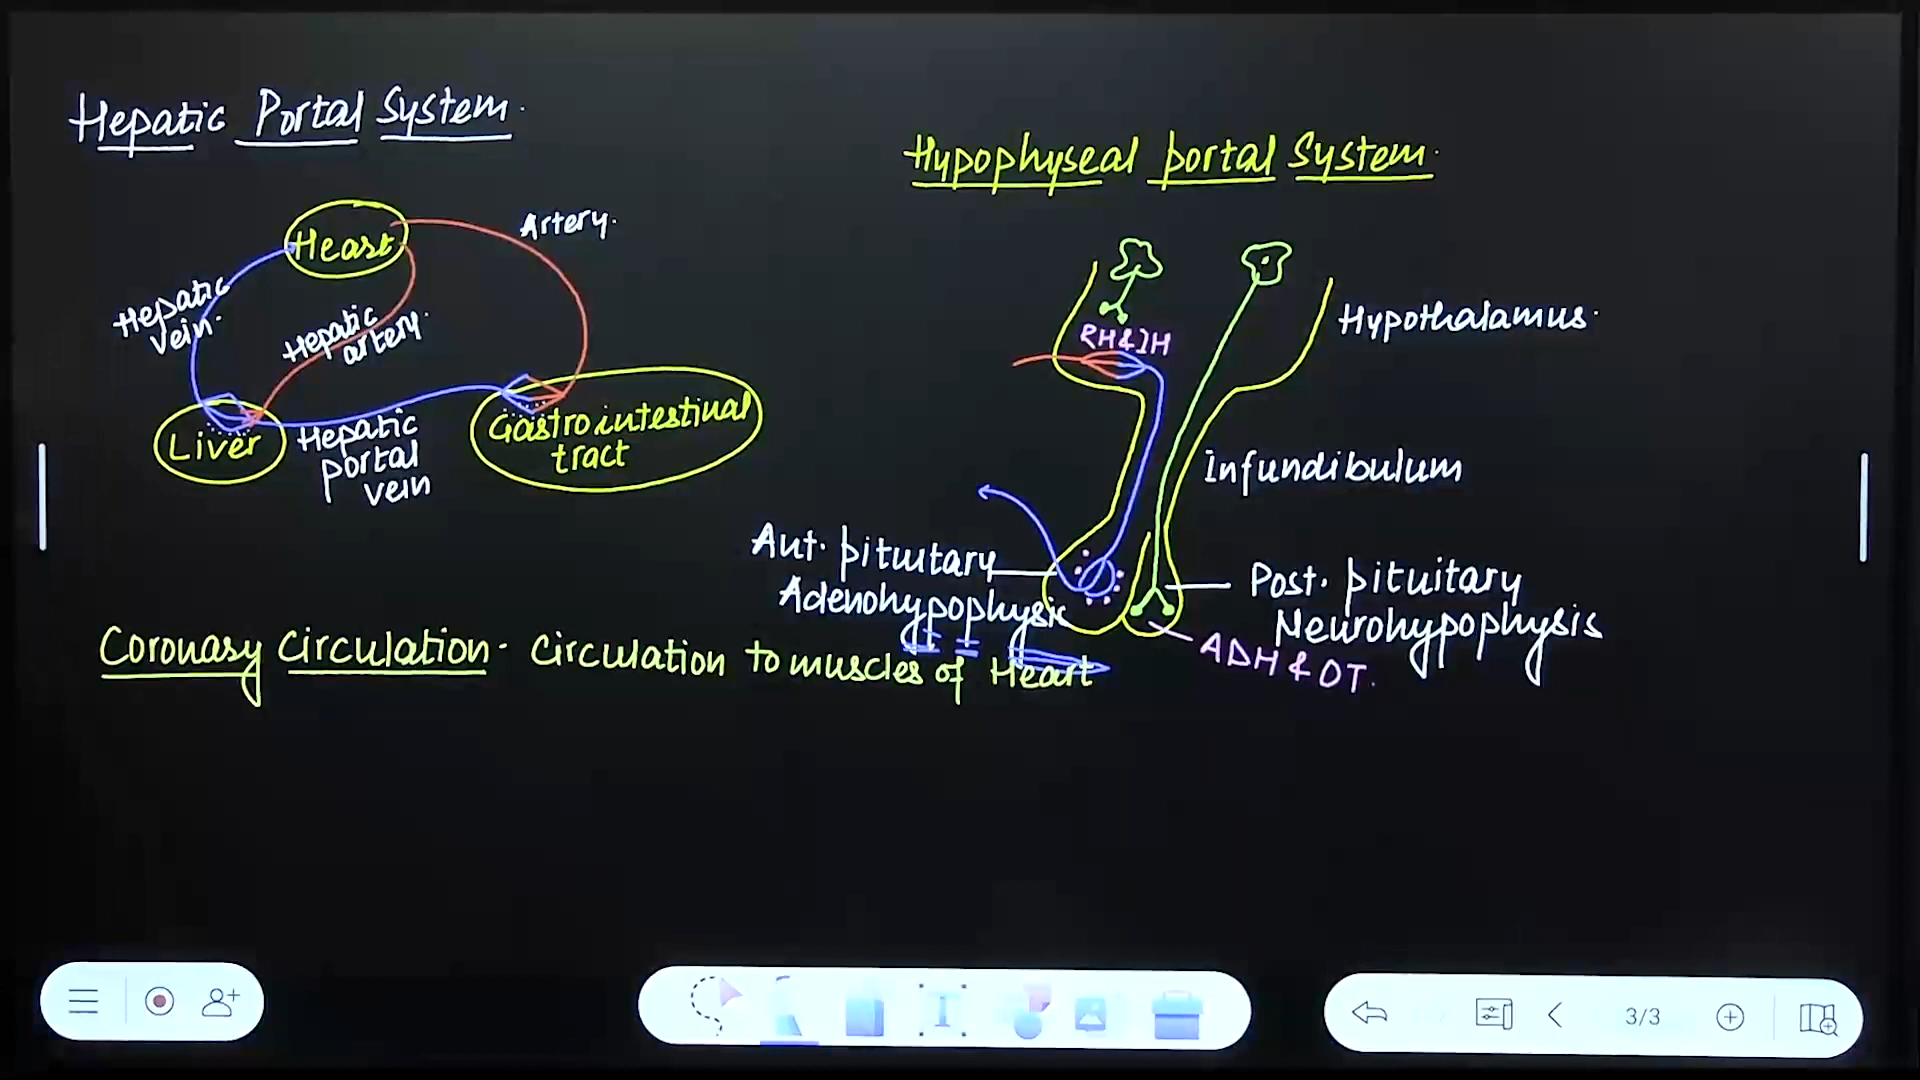 Hepatic Portal System.
Heart
Artery.
Hepatic
vein.
Hepatic
artery.
Liver
Hepatic
portal
vein
Gastrointestinal
tract
Hypophyseal portal System.
RH & IH
Hypothalamus.
Infundibulum
Ant. pituitary
Adenohypophysis
Post. pituitary
Neurohypophysis
ADH & OT.
Coronary Circulation - Circulation to muscles of Heart
T
3/3